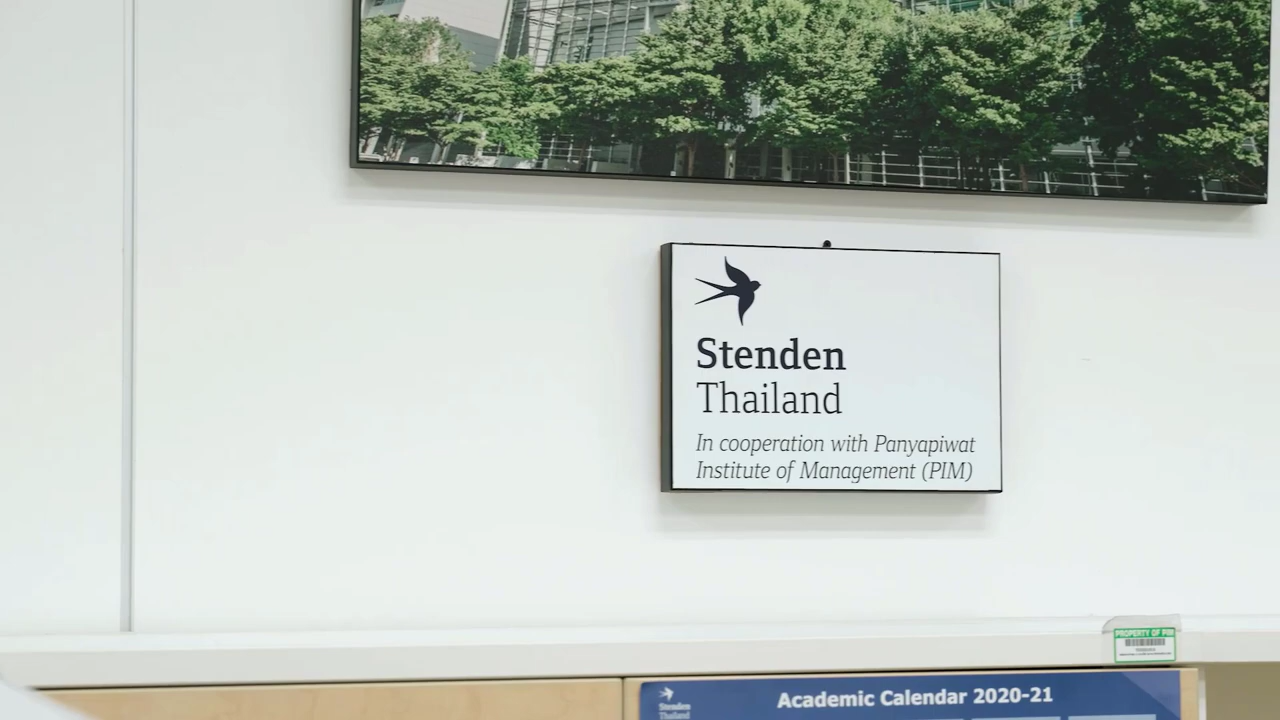 Stenden
Thailand
In cooperation with Panyapiwat
Institute of Management (PIM)
PROPERTY OF PIM
Academic Calendar 2020-21
Stenden
Thailand